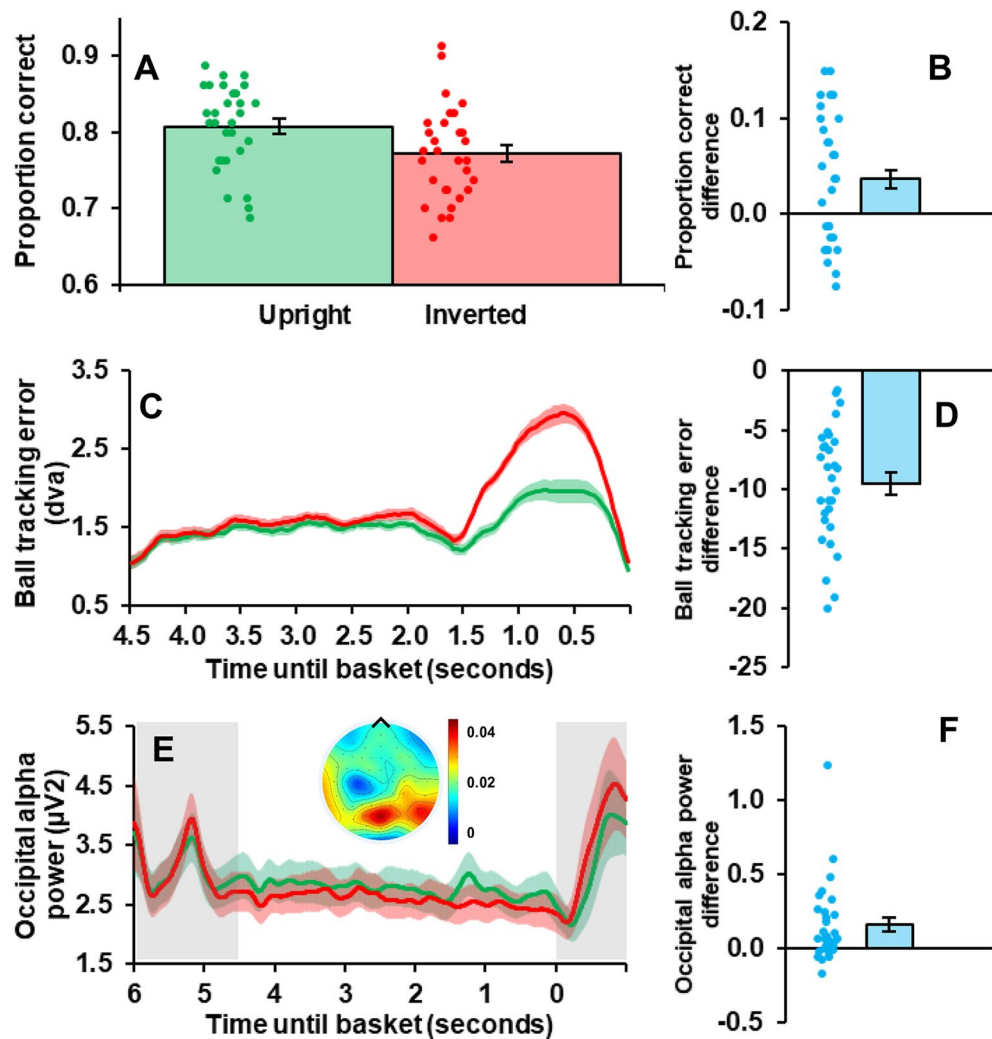 A
Proportion correct
0.9
0.8
0.7
0.6
Upright Inverted
B
Proportion correct
difference
0.2
0.1
0.0
-0.1
C
Ball tracking error
(dva)
3.5
2.5
1.5
0.5
4.5 4.0 3.5 3.0 2.5 2.0 1.5 1.0 0.5
Time until basket (seconds)
D
Ball tracking error
difference
0
-5
-10
-15
-20
-25
E
Occipital alpha
power (µV2)
5.5
4.5
3.5
2.5
1.5
0.04
0.02
0
6 5 4 3 2 1 0
Time until basket (seconds)
F
Occipital alpha power
difference
1.5
1.0
0.5
0.0
-0.5